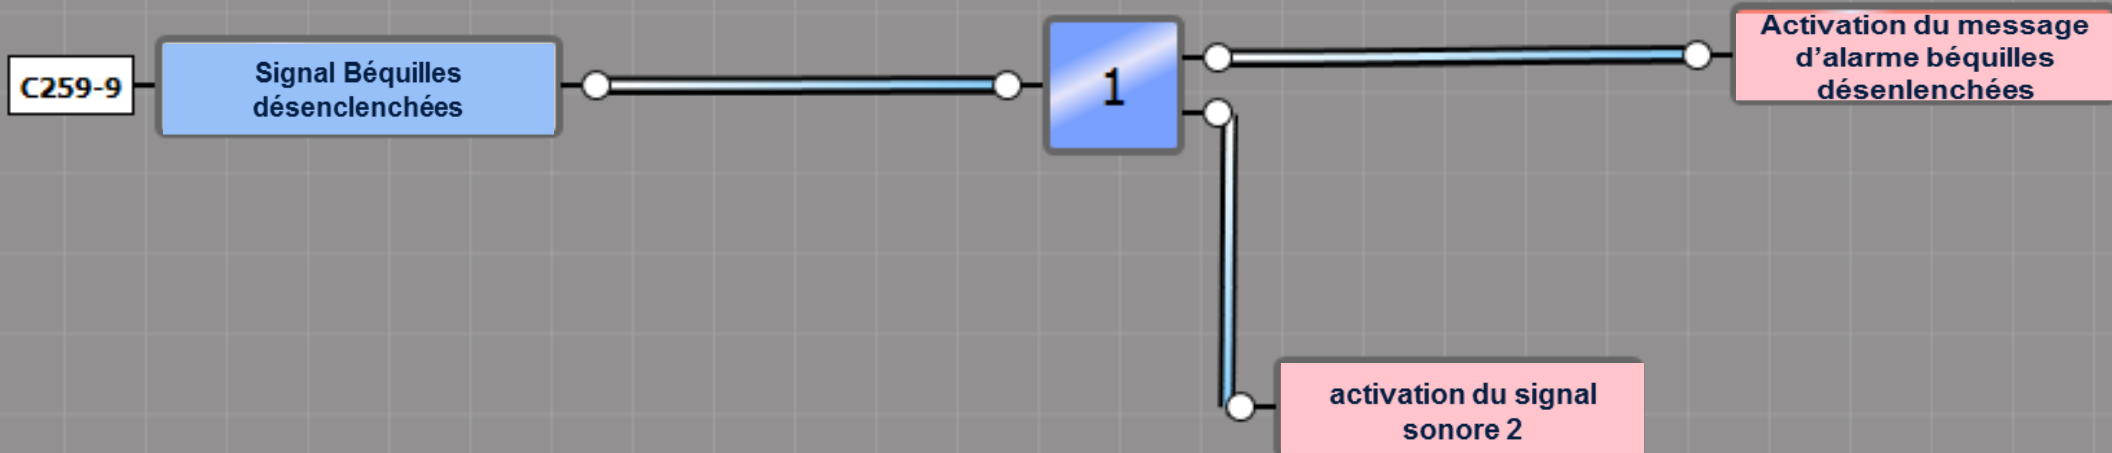 C259-9
Signal Béquilles
désenclenchées
1
Activation du message
d’alarme béquilles
désenlenchées
activation du signal
sonore 2